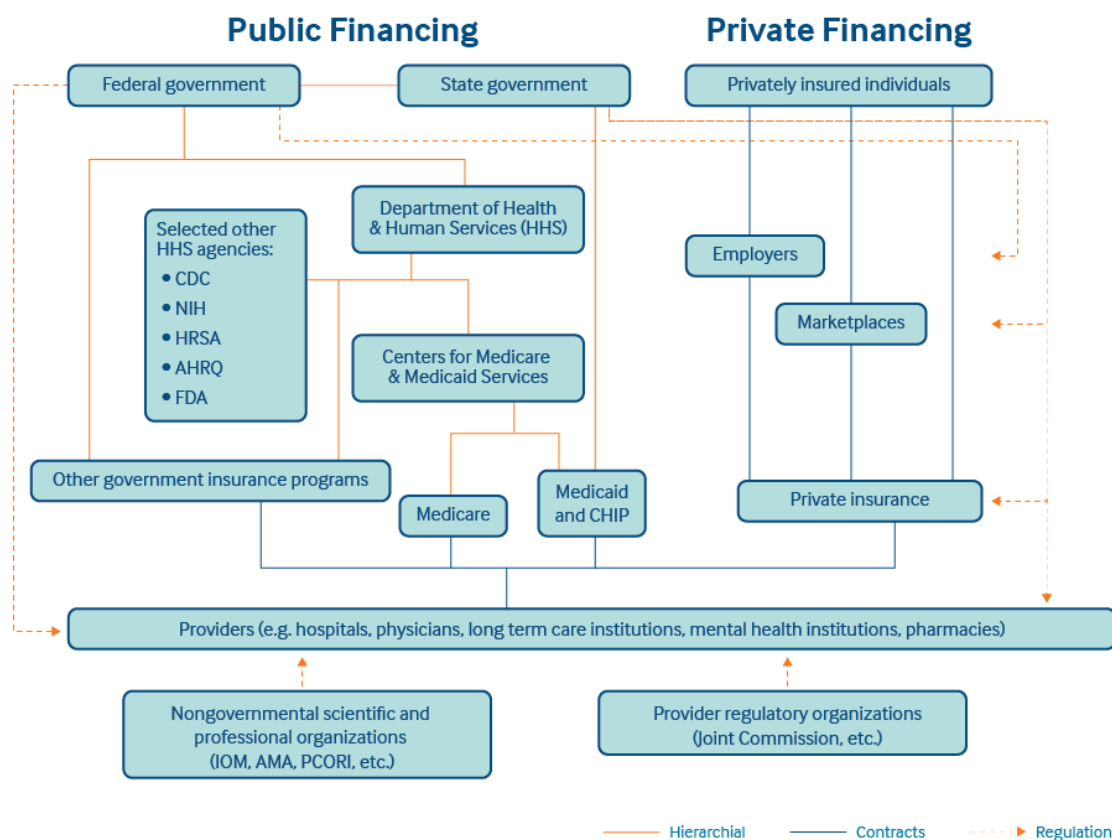 Public Financing
Private Financing
Federal government
State government
Privately insured individuals
Department of Health
& Human Services (HHS)
Selected other
HHS agencies:
• CDC
• NIH
• HRSA
• AHRQ
• FDA
Employers
Marketplaces
Centers for Medicare
& Medicaid Services
Other government insurance programs
Medicare
Medicaid
and CHIP
Private insurance
Providers (e.g. hospitals, physicians, long term care institutions, mental health institutions, pharmacies)
Nongovernmental scientific and
professional organizations
(IOM, AMA, PCORI, etc.)
Provider regulatory organizations
(Joint Commission, etc.)
Hierarchial
Contracts
Regulation